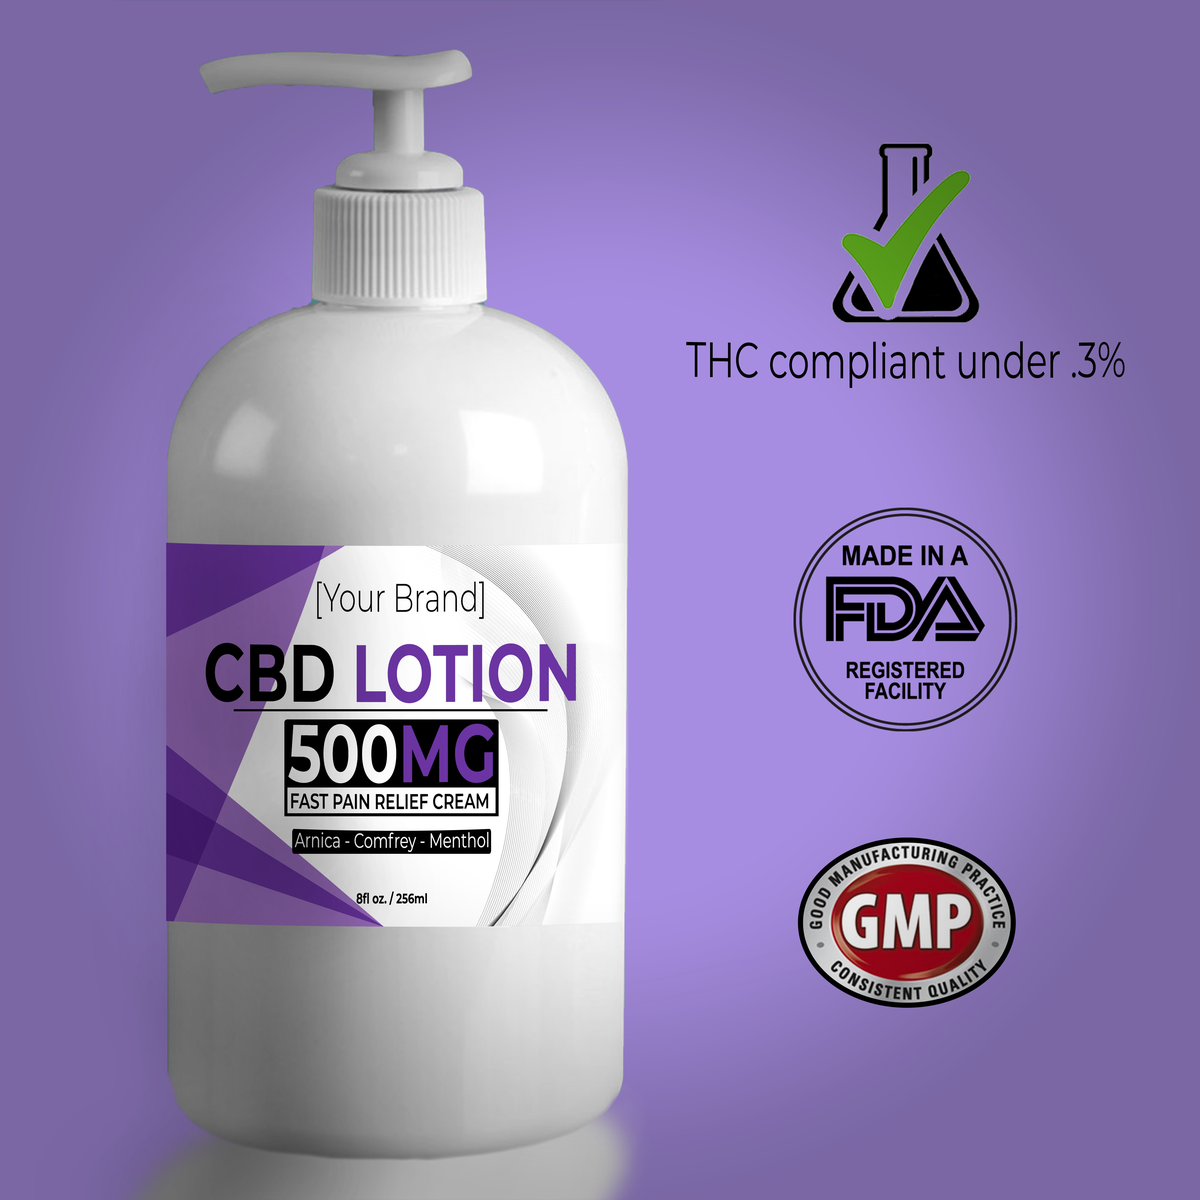 [Your Brand]
CBD LOTION
500MG
FAST PAIN RELIEF CREAM
Arnica - Comfrey - Menthol
8fl oz. / 256ml
THC compliant under .3%
MADE IN A
FDA
REGISTERED
FACILITY
GOOD MANUFACTURING PRACTICE
GMP
CONSISTENT QUALITY